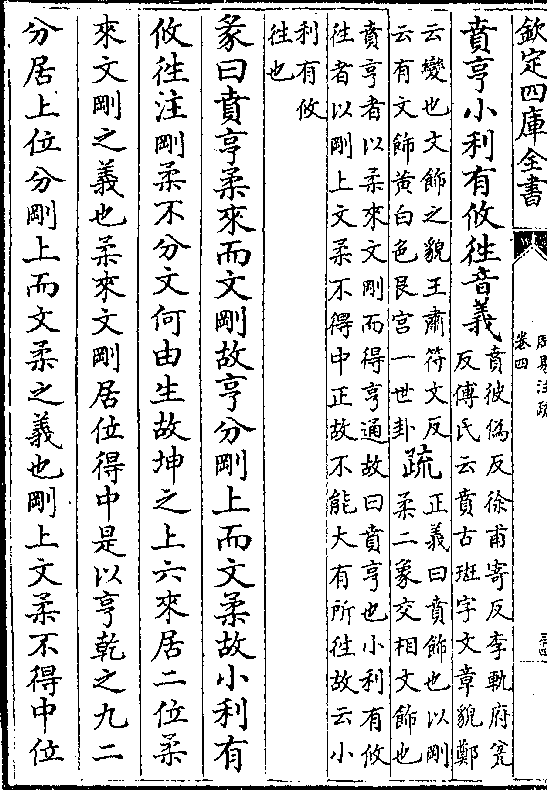 欽定四庫全書
周易注疏
卷四
賁亨小利有攸往音義賁彼偽反徐甫寄反李軌府寃
反傅氏云賁古斑字文章貌鄭
云變也文飾之貌王肅符文反
云有文飾黄白色艮宫一世卦疏正義曰賁飾也以剛
柔二象交相文飾也
賁亨者以柔來文剛而得亨通故曰賁亨也小利有攸
往者以剛上文柔不得中正故不能大有所往故云小
利有攸
往也
彖曰賁亨柔來而文剛故亨分剛上而文柔故小利有
攸往注剛柔不分文何由生故坤之上六來居二位柔
來文剛之義也柔來文剛居位得中是以亨乾之九二
分居上位分剛上而文柔之義也剛上文柔不得中位